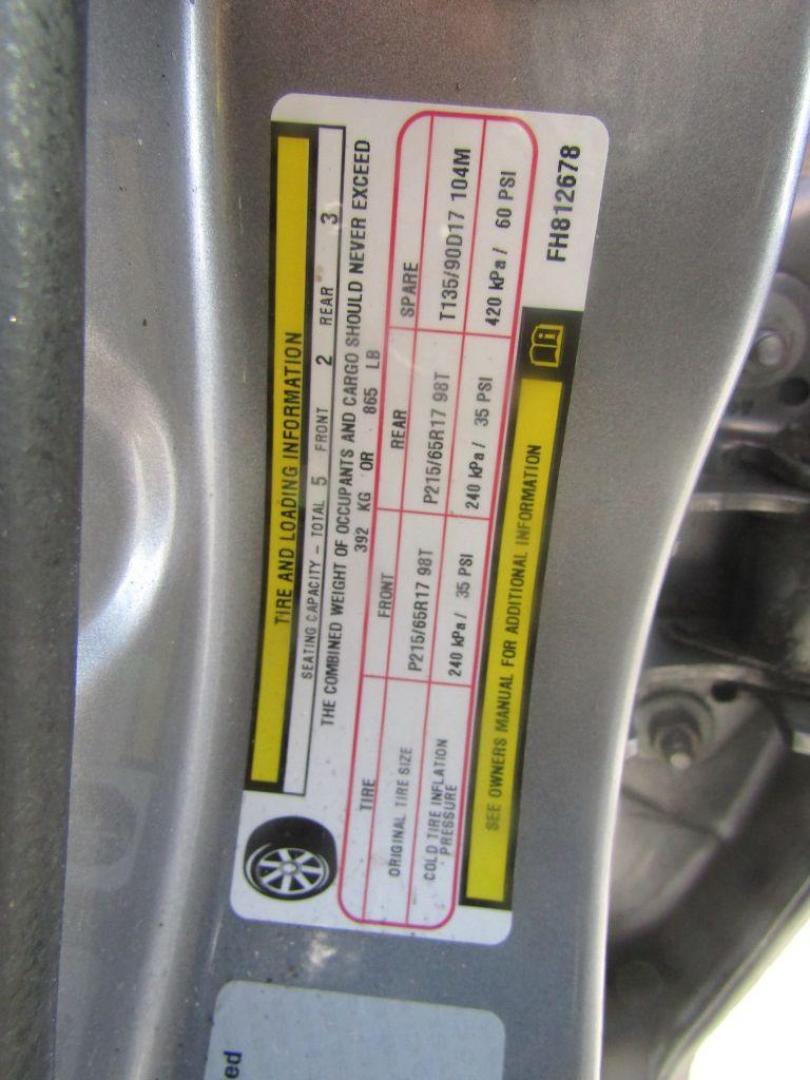 TIRE AND LOADING INFORMATION
SEATING CAPACITY – TOTAL 5 FRONT 2 REAR 3
THE COMBINED WEIGHT OF OCCUPANTS AND CARGO SHOULD NEVER EXCEED
392 KG OR 865 LB
TIRE FRONT REAR SPARE
ORIGINAL TIRE SIZE P215/65R17 98T P215/65R17 98T T135/90D17 104M
COLD TIRE INFLATION
PRESSURE 240 kPa/ 35 PSI 240 kPa/ 35 PSI 420 kPa/ 60 PSI
SEE OWNERS MANUAL FOR ADDITIONAL INFORMATION
FH812678
ed